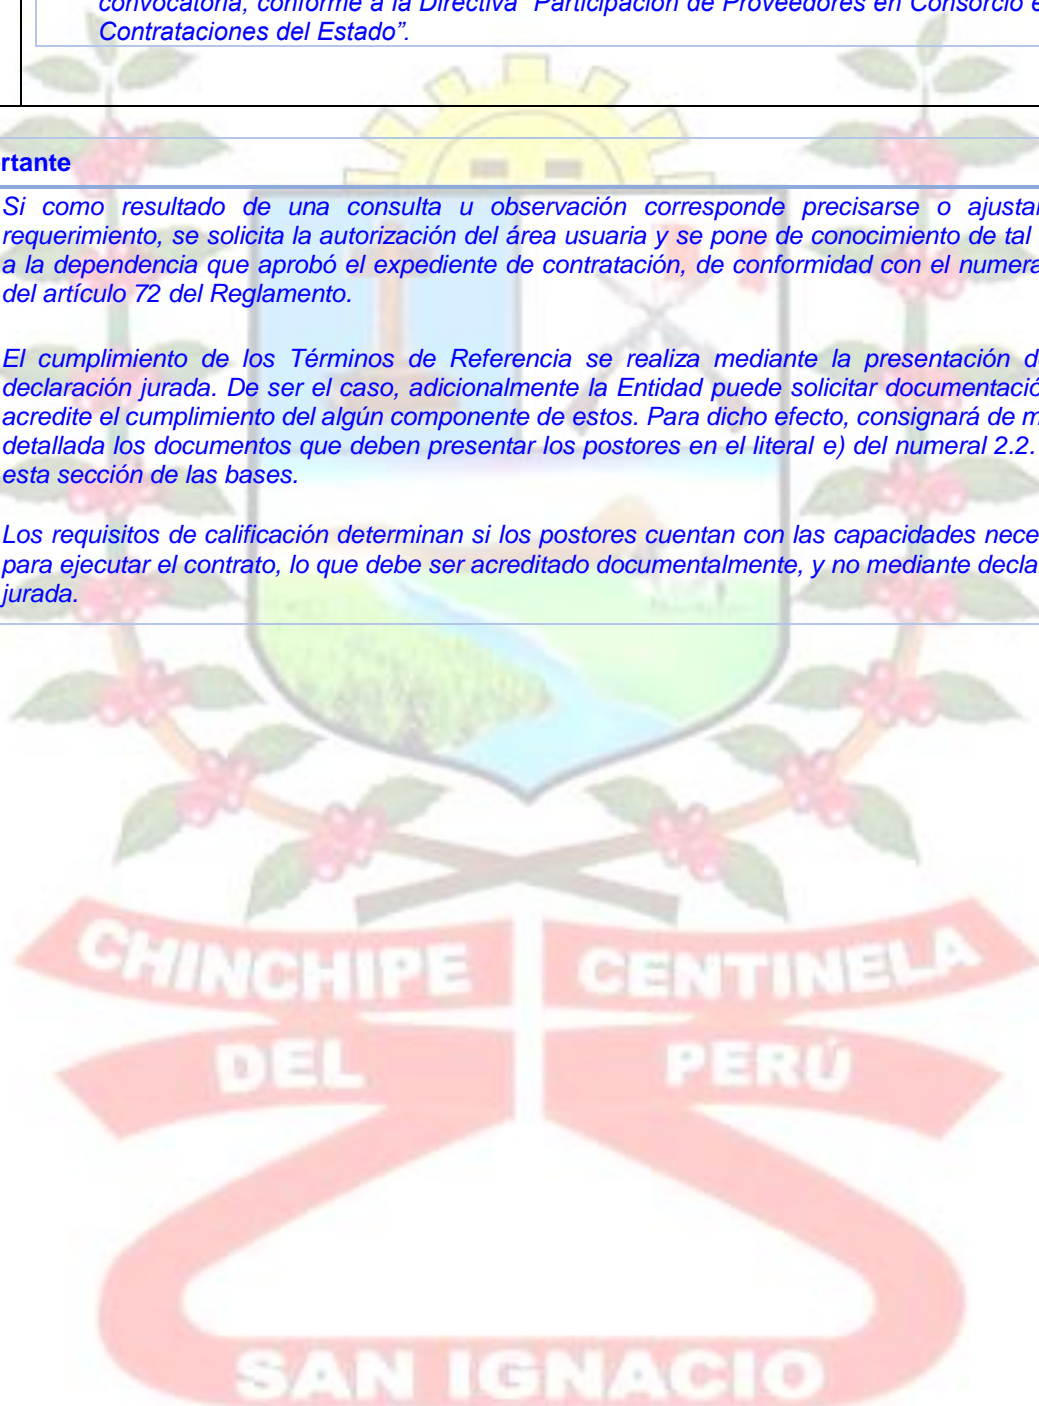 convocatoria, conforme a la Directiva "Participación de Proveedores en Consorcio e
Contrataciones del Estado".
rtante
Si como resultado de una consulta u observación corresponde precisarse o ajustar
requerimiento, se solicita la autorización del área usuaria y se pone de conocimiento de tal
a la dependencia que aprobó el expediente de contratación, de conformidad con el numera
del artículo 72 del Reglamento.
El cumplimiento de los Términos de Referencia se realiza mediante la presentación d
declaración jurada. De ser el caso, adicionalmente la Entidad puede solicitar documentació
acredite el cumplimiento del algún componente de estos. Para dicho efecto, consignará de m
detallada los documentos que deben presentar los postores en el literal e) del numeral 2.2.
esta sección de las bases.
Los requisitos de calificación determinan si los postores cuentan con las capacidades nece
para ejecutar el contrato, lo que debe ser acreditado documentalmente, y no mediante decla
jurada.
CHINCHIPE CENTINELA
DEL PERÚ
SAN IGNACIO